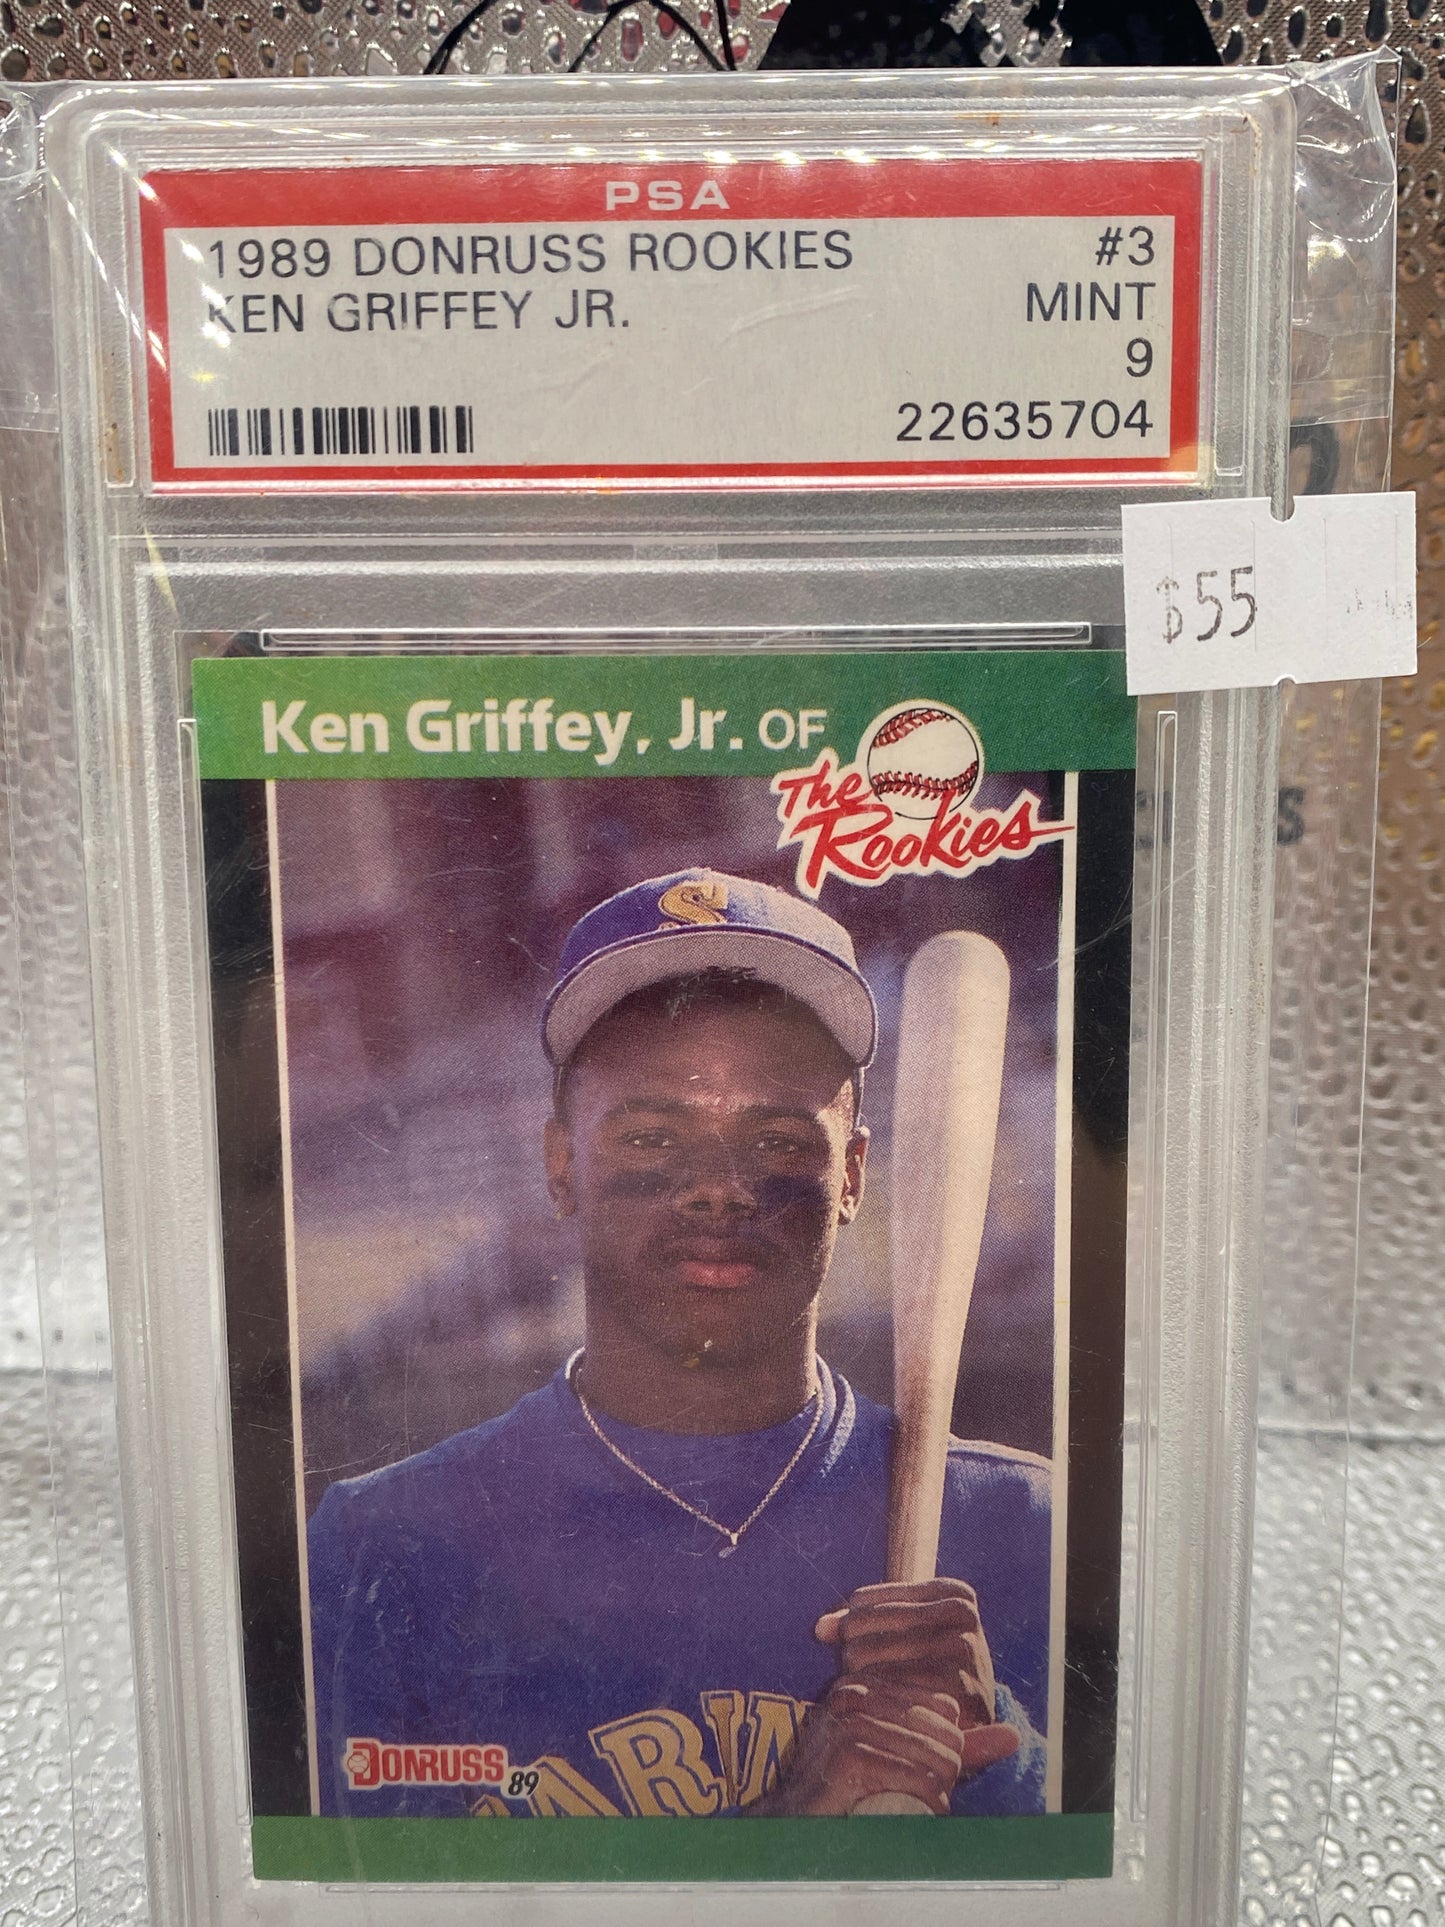 PSA
1989 DONRUSS ROOKIES #3
KEN GRIFFEY JR. MINT
9
22635704
$55
Ken Griffey, Jr. OF
The
Rookies
S
ARIN
DONRUSS 89